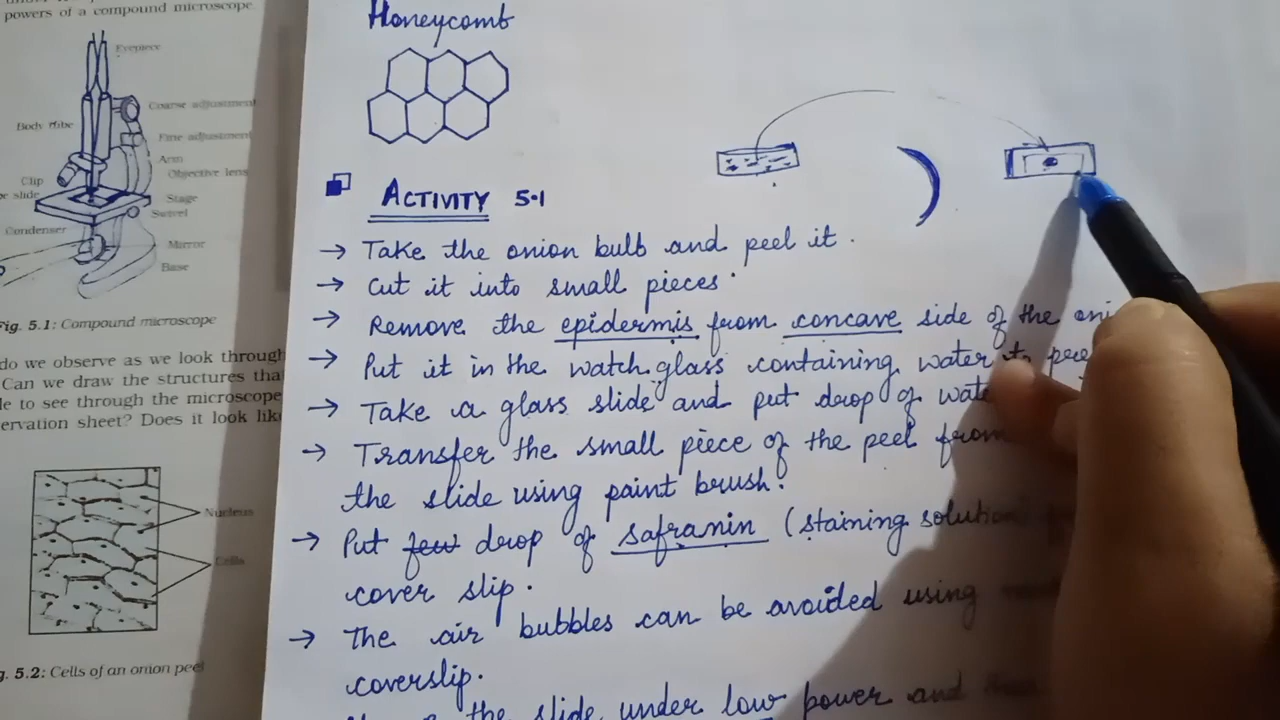 powers of a compound microscope
Eyepiece
Coarse adjustment
Body tube
Fine adjustment
Arm
Clip
Objective lens
slide
Stage
Swivel
Condenser
Mirror
Base
Fig. 5.1: Compound microscope
do we observe as we look through
Can we draw the structures tha
le to see through the microscope
ervation sheet? Does it look lik
Nucleus
Cells
5.2: Cells of an onion peel
Honeycomb
ACTIVITY 5.1
→ Take the onion bulb and peel it.
→ Cut it into small pieces.
→ Remove the epidermis from concave side of the oni
→ Put it in the watch glass containing water to pre
→ Take a glass slide and put drop of wate
→ Transfer the small piece of the peel from
the slide using paint brush.
→ Put few drop of safranin (staining solution
cover slip.
→ The air bubbles can be avoided using
coverslip.
the slide under low power and